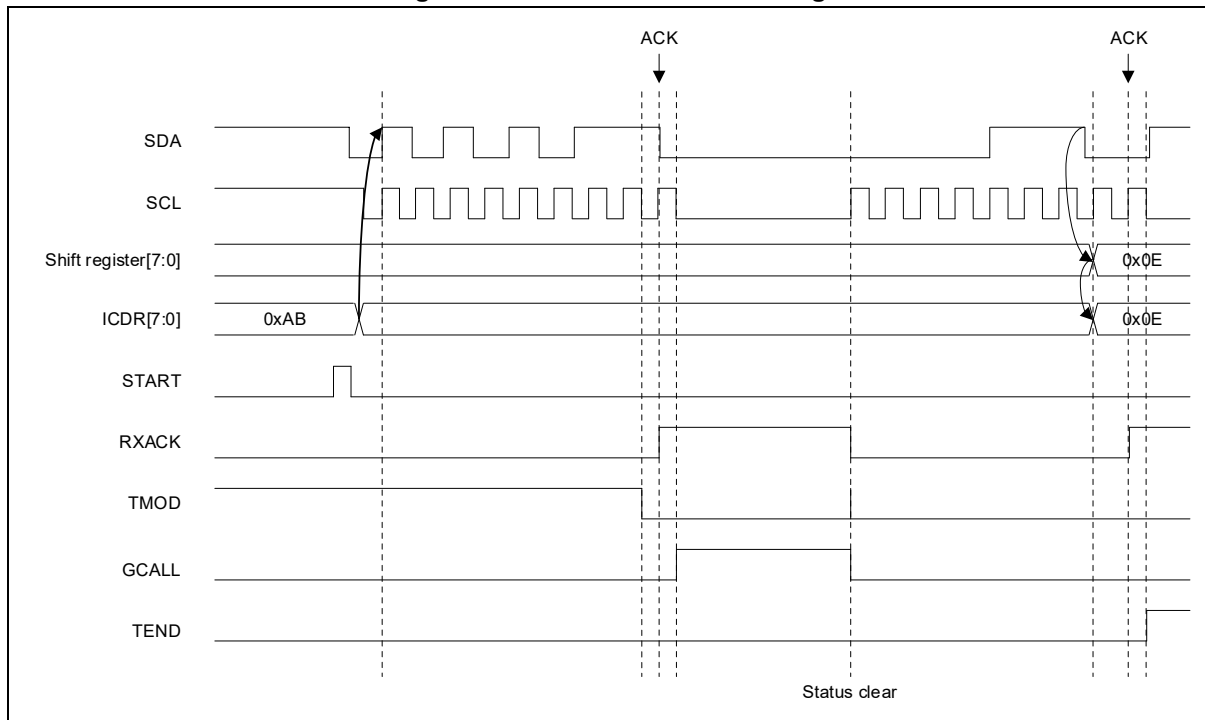 ACK ACK
SDA
SCL
Shift register[7:0] 0x0E
ICDR[7:0] 0xAB 0x0E
START
RXACK
TMOD
GCALL
TEND
Status clear